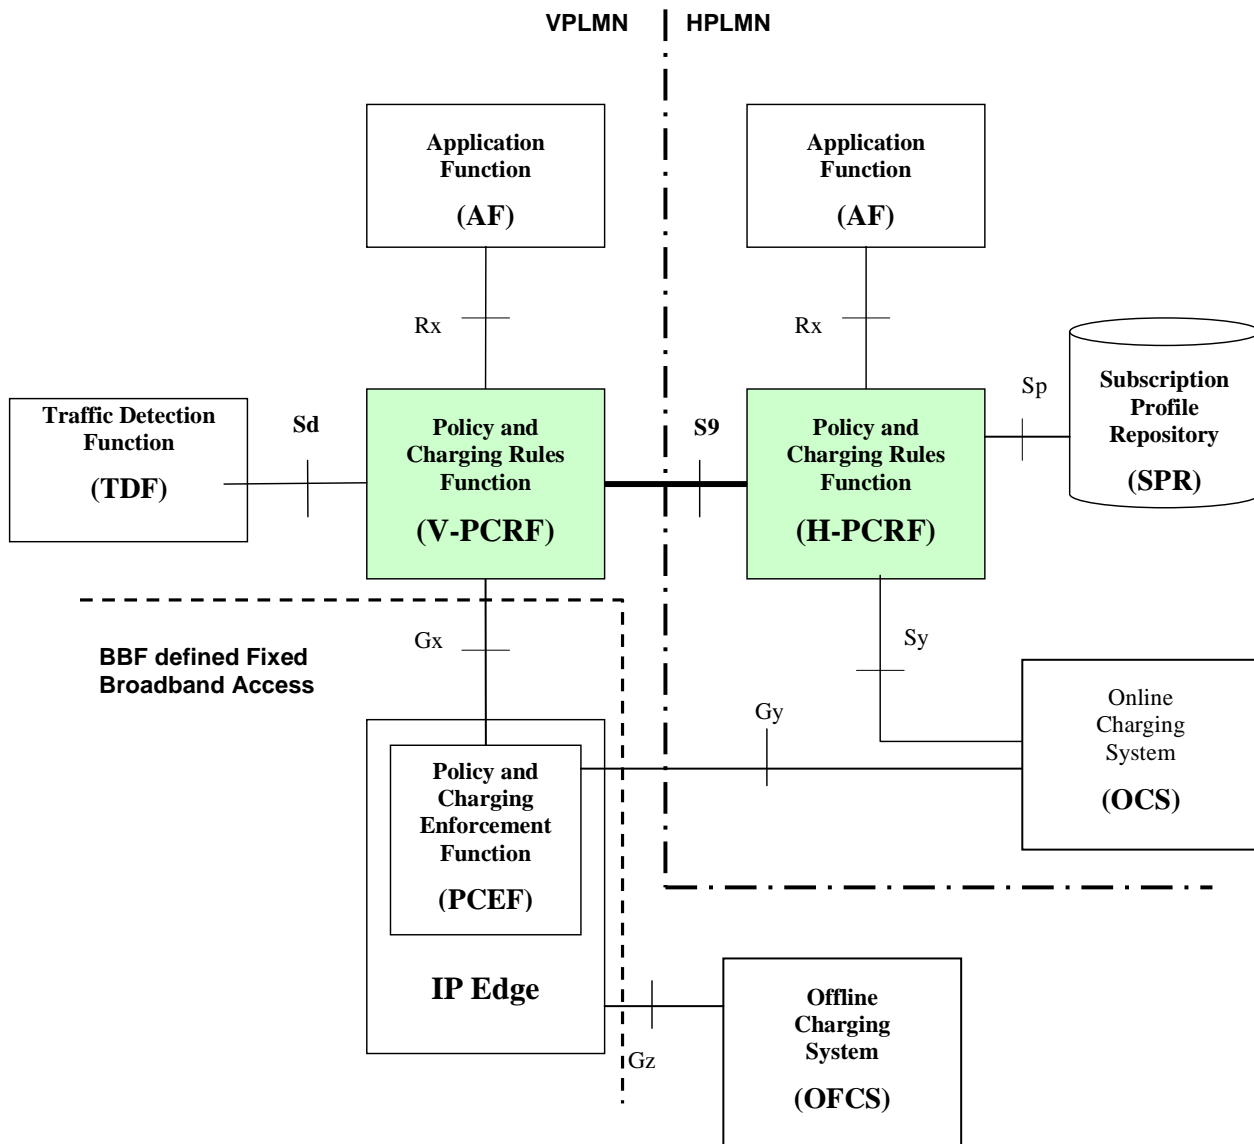 VPLMN
HPLMN
Application
Function
(AF)
Application
Function
(AF)
Rx
Rx
Traffic Detection
Function
(TDF)
Sd
Policy and
Charging Rules
Function
(V-PCRF)
S9
Policy and
Charging Rules
Function
(H-PCRF)
Sp
Subscription
Profile
Repository
(SPR)
BBF defined Fixed
Broadband Access
Gx
Sy
Gy
Online
Charging
System
(OCS)
Policy and
Charging
Enforcement
Function
(PCEF)
IP Edge
Gz
Offline
Charging
System
(OFCS)